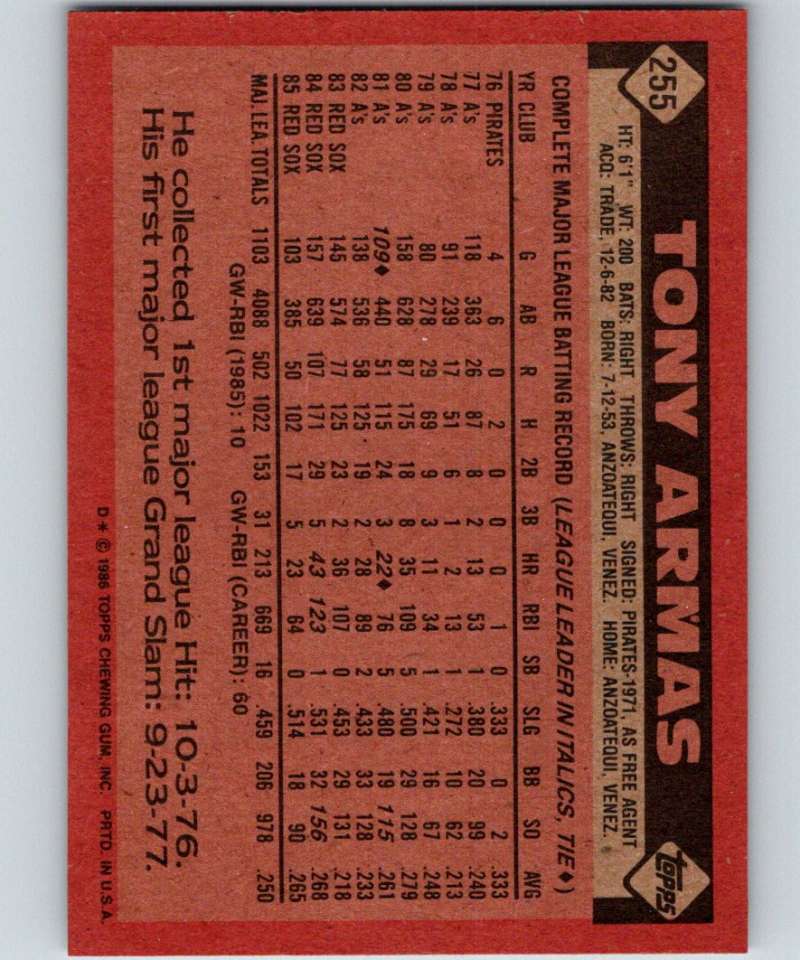 255
TONY ARMAS
TOPPS
HT: 6'1" WT: 200 BATS: RIGHT THROWS: RIGHT SIGNED: PIRATES-1971, AS FREE AGENT
ACQ: TRADE, 12-6-82 BORN: 7-12-53, ANZOATEQUI, VENEZ. HOME: ANZOATEQUI, VENEZ.
COMPLETE MAJOR LEAGUE BATTING RECORD (LEAGUE LEADER IN ITALICS, TIE♦)
YR CLUB G AB R H 2B 3B HR RBI SB SLG BB SO AVG
76 PIRATES 4 6 0 2 0 0 0 1 0 .333 0 2 .333
77 A's 118 363 26 87 8 2 13 53 1 .380 20 99 .240
78 A's 91 239 17 51 6 1 2 13 1 .272 10 62 .213
79 A's 80 278 29 69 9 3 11 34 1 .421 16 67 .248
80 A's 158 628 87 175 18 8 35 109 5 .500 29 128 .279
81 A's 109♦ 440 51 115 24 3 22♦ 76 5 .480 19 115 .261
82 A's 138 536 58 125 19 2 28 89 2 .433 33 128 .233
83 RED SOX 145 574 77 125 23 2 36 107 0 .453 29 131 .218
84 RED SOX 157 639 107 171 29 5 43 123 1 .531 32 156 .268
85 RED SOX 103 385 50 102 17 5 23 64 0 .514 18 90 .265
MAJ. LEA. TOTALS 1103 4088 502 1022 153 31 213 669 16 .459 206 978 .250
GW-RBI (1985): 10 GW-RBI (CAREER): 60
He collected 1st major league Hit: 10-3-76.
His first major league Grand Slam: 9-23-77.
D* © 1986 TOPPS CHEWING GUM, INC. PRTD. IN U.S.A.